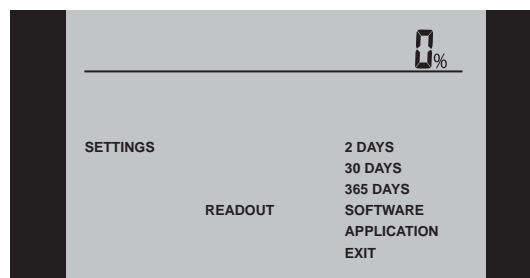 0%
SETTINGS 2 DAYS
30 DAYS
365 DAYS
READOUT SOFTWARE
APPLICATION
EXIT